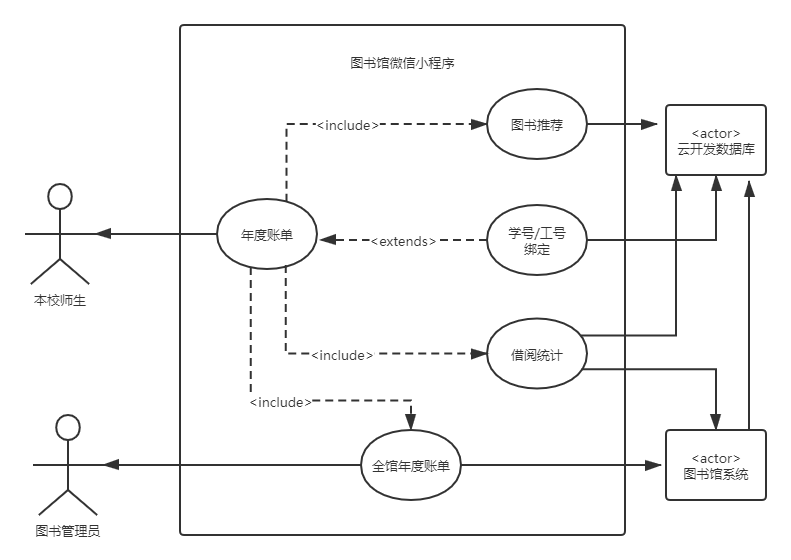 图书馆微信小程序
<include>
图书推荐
<actor>
云开发数据库
年度账单
<extends>
学号/工号
绑定
本校师生
<include>
借阅统计
<include>
全馆年度账单
<actor>
图书馆系统
图书管理员